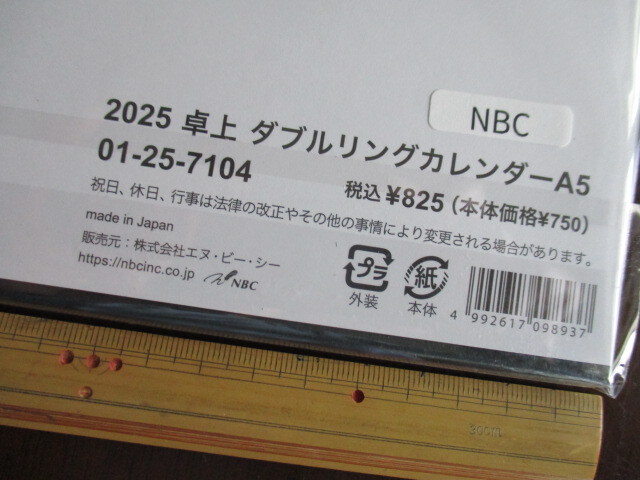 NBC
2025 卓上 ダブルリングカレンダーA5
01-25-7104
税込 ¥825 (本体価格¥750)
祝日、休日、行事は法律の改正やその他の事情により変更される場合があります。
made in Japan
販売元：株式会社エヌ・ビー・シー
https://nbcinc.co.jp
NBC
プラ
外装
紙
本体
4 992617 098937